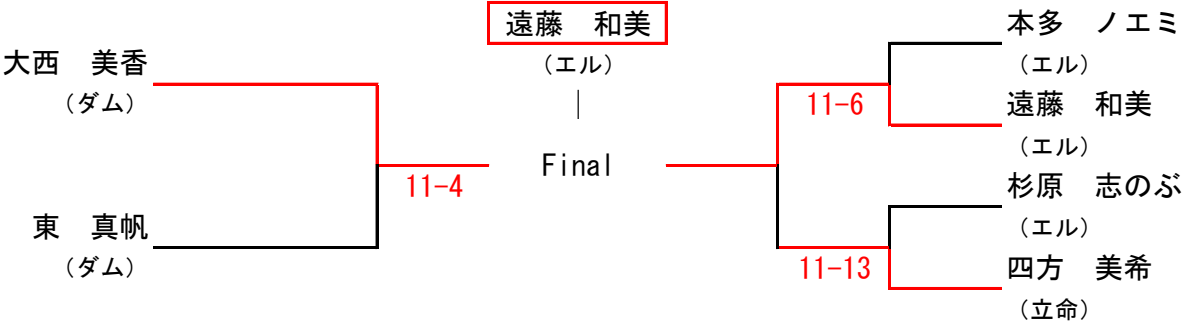 遠藤　和美
（エル）
｜
Final
大西　美香
（ダム）
東　真帆
（ダム）
11-4
本多　ノエミ
（エル）
遠藤　和美
（エル）
11-6
杉原　志のぶ
（エル）
四方　美希
（立命）
11-13